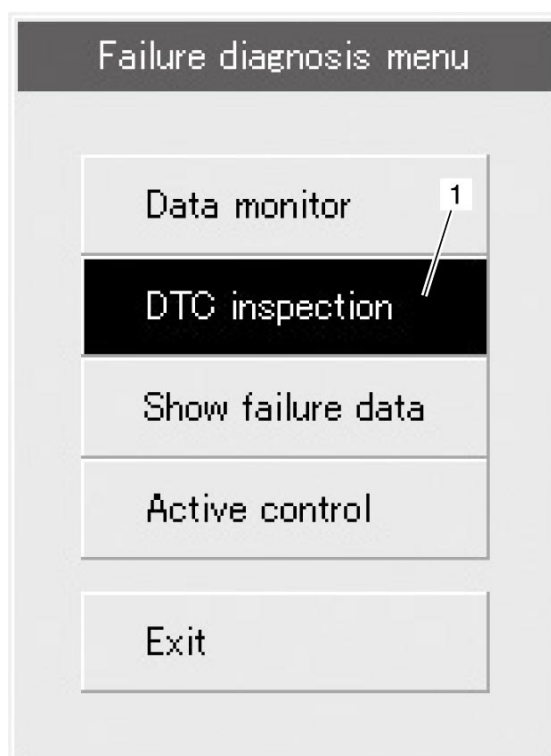 Failure diagnosis menu
Data monitor
1
DTC inspection
Show failure data
Active control
Exit